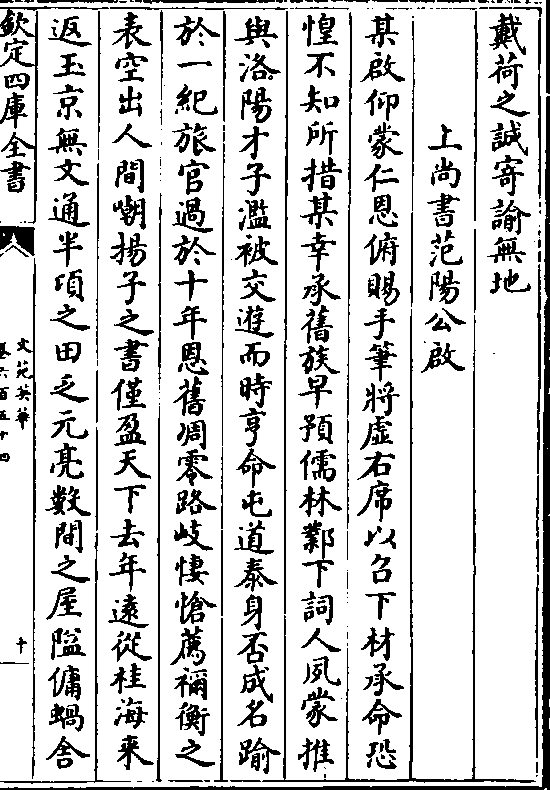 戴荷之誠寄諭無地
上尚書范陽公啟
某啟仰蒙仁恩俯賜手筆將虛右席以召下材承命恐
惶不知所措某幸承舊族早預儒林鄴下詞人夙蒙推
與洛陽才子濫被交遊而時亨命屯道泰身否成名踰
於一紀旅官過於十年恩舊凋零路岐悽愴薦禰衡之
表空出人間嘲揚子之書僅盈天下去年逺從桂海來
返玉京無文通半頃之田乏元亮數間之屋隘傭蝸舍
欽定四庫全書
文苑英華
卷六百五十四
十